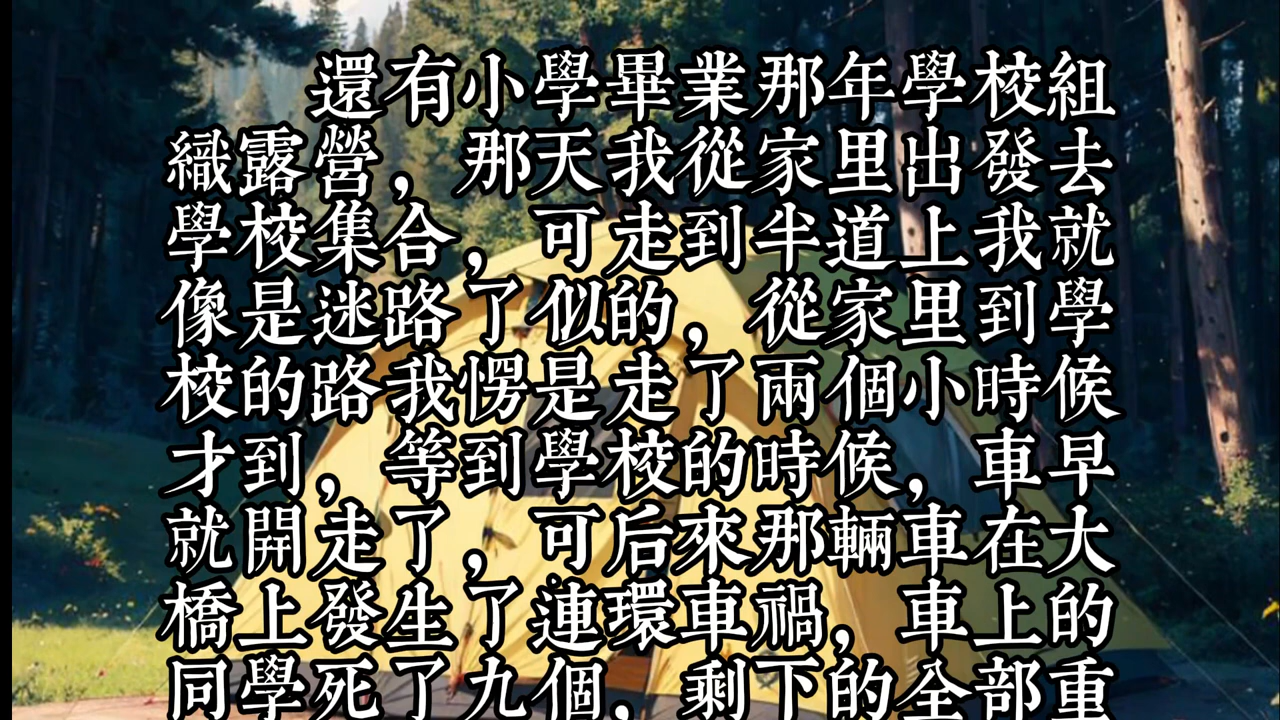 還有小學畢業那年學校組
織露營，那天我從家里出發去
學校集合，可走到半道上我就
像是迷路了似的，從家里到學
校的路我愣是走了兩個小時候
才到，等到學校的時候，車早
就開走了，可后來那輛車在大
橋上發生了連環車禍，車上的
同學死了九個，剩下的全部重